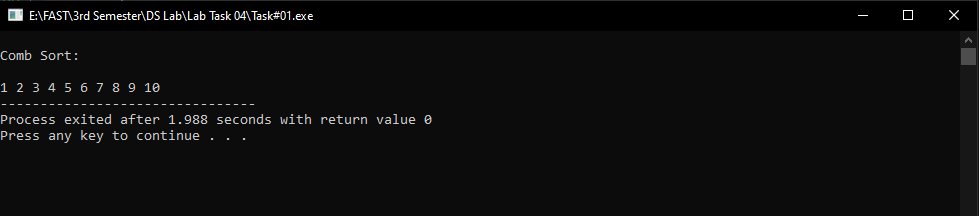 E:\FAST\3rd Semester\DS Lab\Lab Task 04\Task#01.exe
Comb Sort:
1 2 3 4 5 6 7 8 9 10
--------------------------------
Process exited after 1.988 seconds with return value 0
Press any key to continue . . .